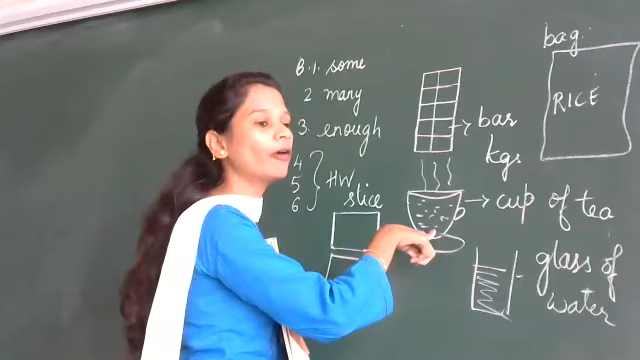 B.1. some
2 many
3. enough
4
5
6
HW
slice
bar
kgs
cup of tea
glass of
water
bag.
RICE